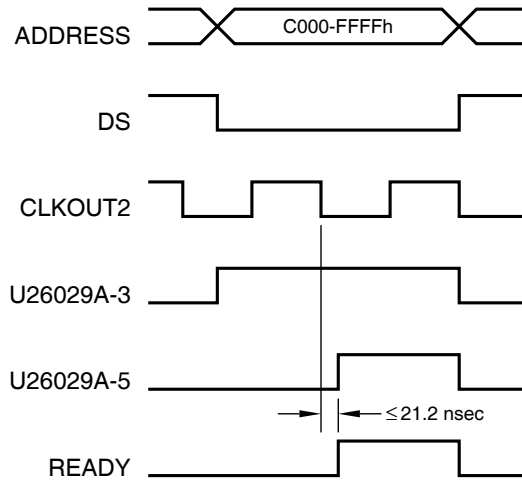 ADDRESS
C000-FFFFh
DS
CLKOUT2
U26029A-3
U26029A-5
≤21.2 nsec
READY